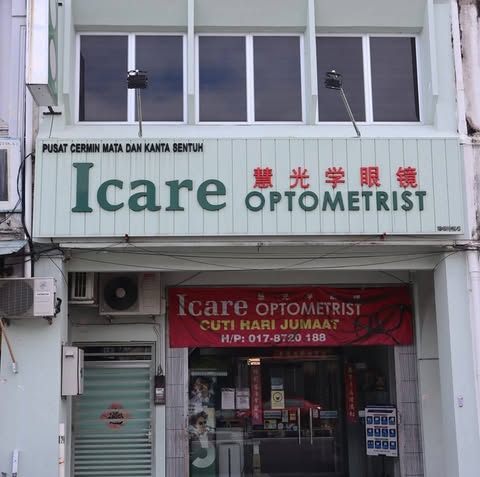 PUSAT CERMIN MATA DAN KANTA SENTUH
Icare
慧光学眼镜
OPTOMETRIST
Icare OPTOMETRIST
CUTI HARI JUMAAT
H/P: 017-8720 188